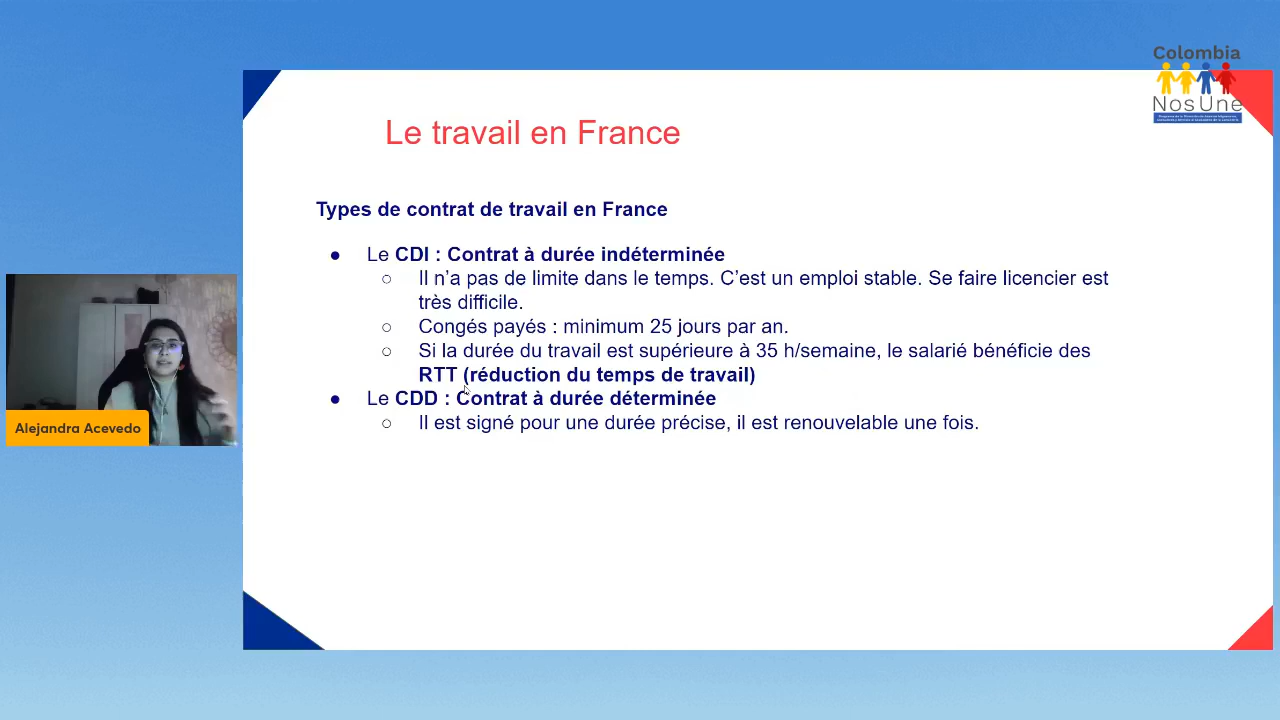 Colombia
NosUne
Le travail en France
Types de contrat de travail en France
● Le CDI : Contrat à durée indéterminée
○ Il n’a pas de limite dans le temps. C’est un emploi stable. Se faire licencier est
très difficile.
○ Congés payés : minimum 25 jours par an.
○ Si la durée du travail est supérieure à 35 h/semaine, le salarié bénéficie des
RTT (réduction du temps de travail)
● Le CDD : Contrat à durée déterminée
○ Il est signé pour une durée précise, il est renouvelable une fois.
Alejandra Acevedo